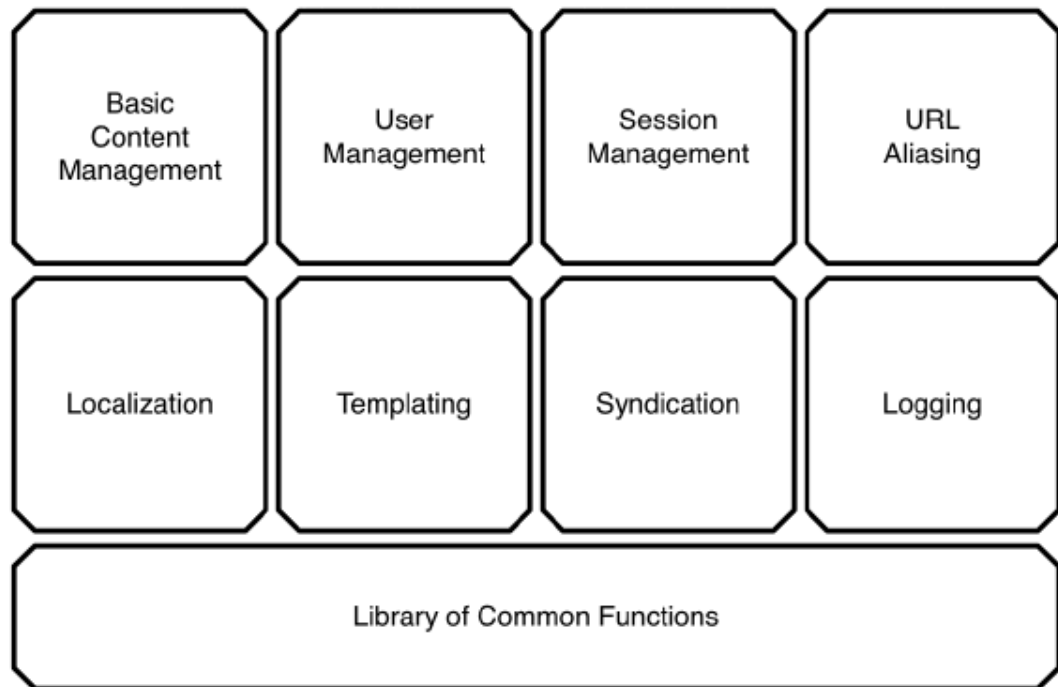 Basic
Content
Management
User
Management
Session
Management
URL
Aliasing
Localization
Templating
Syndication
Logging
Library of Common Functions